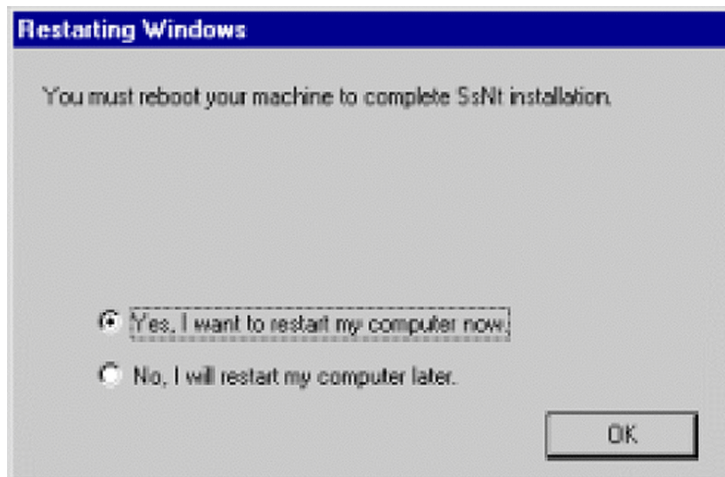 Restarting Windows
You must reboot your machine to complete SsNt installation.
Yes, I want to restart my computer now.
No, I will restart my computer later.
OK